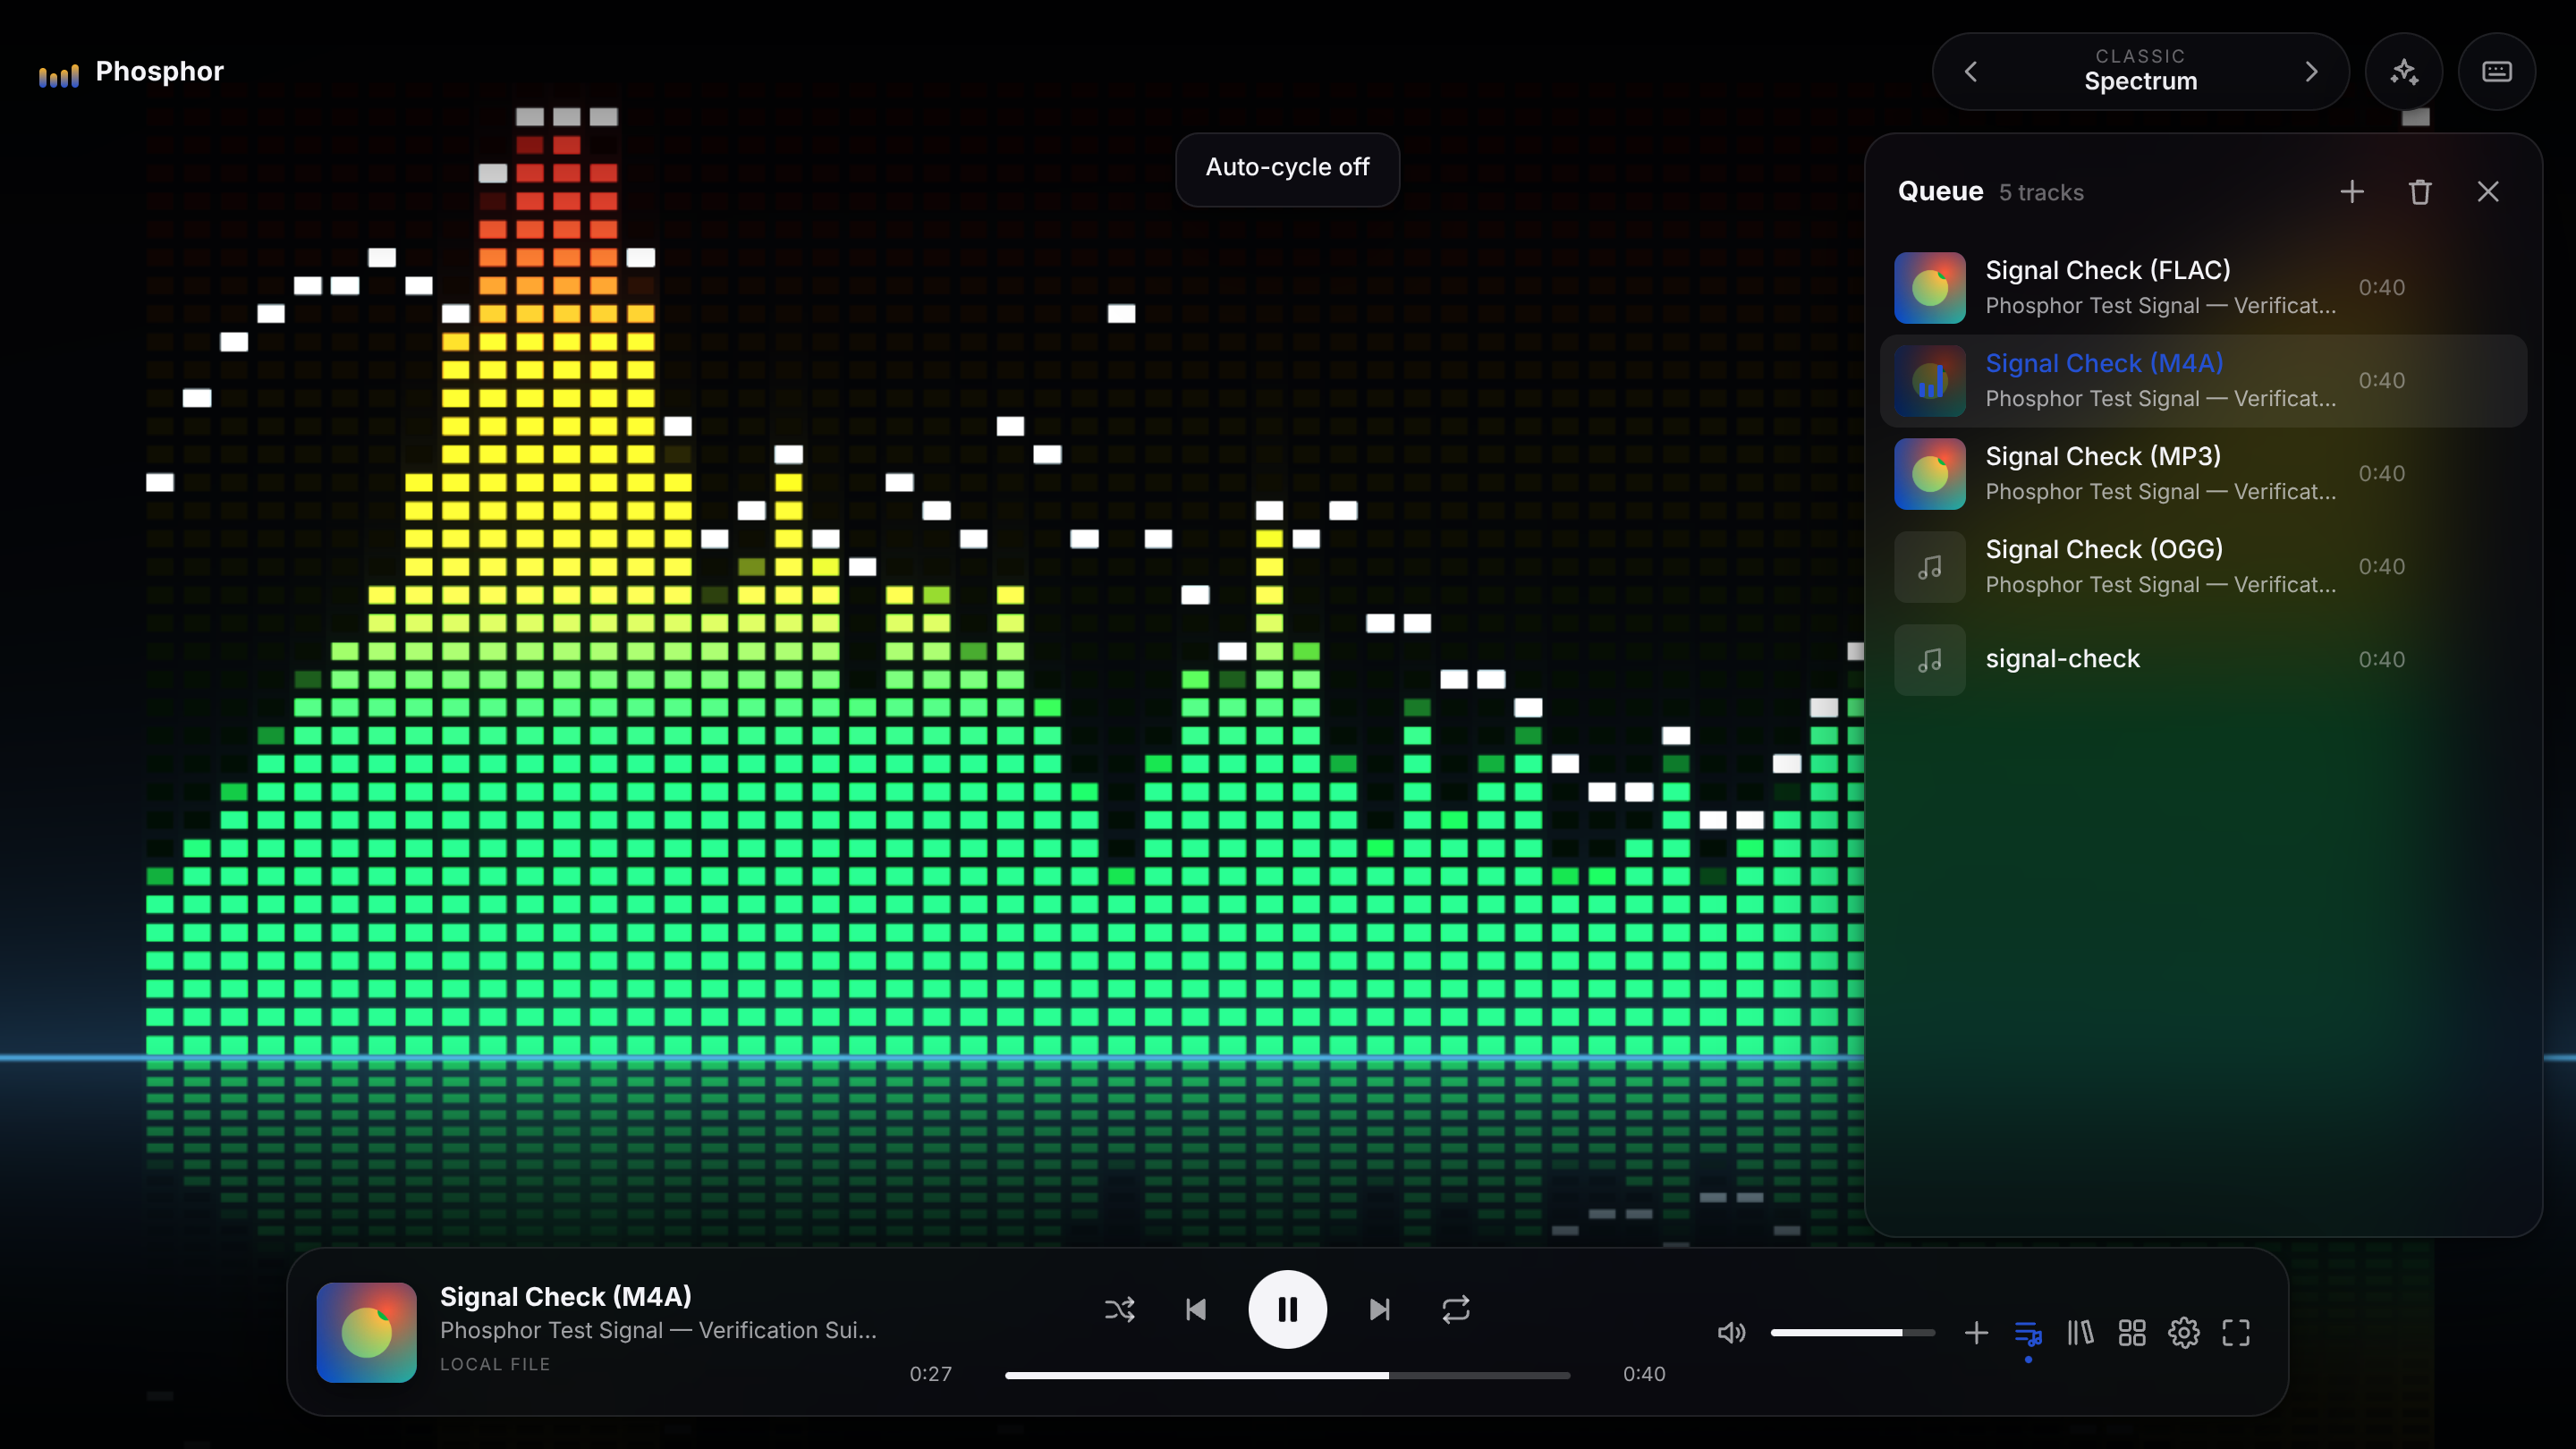 Phosphor
CLASSIC
Spectrum
Auto-cycle off
Queue 5 tracks
Signal Check (FLAC)
Phosphor Test Signal — Verificat...
0:40
Signal Check (M4A)
Phosphor Test Signal — Verificat...
0:40
Signal Check (MP3)
Phosphor Test Signal — Verificat...
0:40
Signal Check (OGG)
Phosphor Test Signal — Verificat...
0:40
signal-check
0:40
Signal Check (M4A)
Phosphor Test Signal — Verification Sui...
LOCAL FILE
0:27
0:40